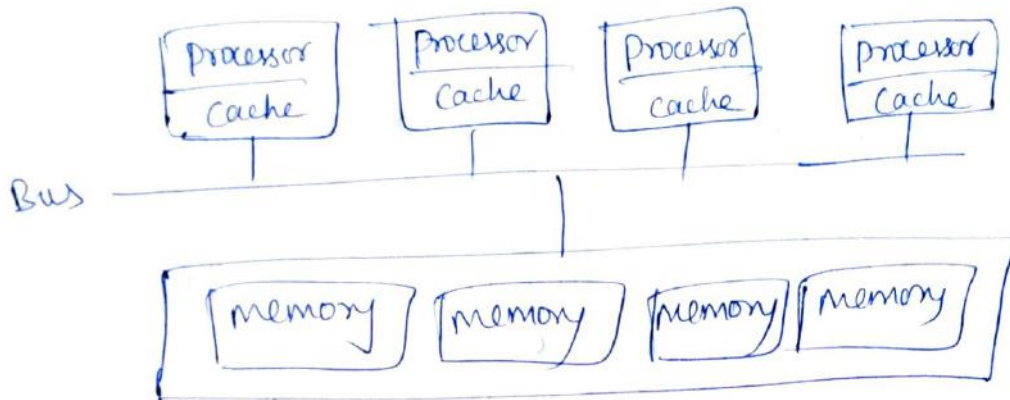 Processor Processor Processor Processor
Cache Cache Cache Cache
Bus
Memory Memory Memory Memory